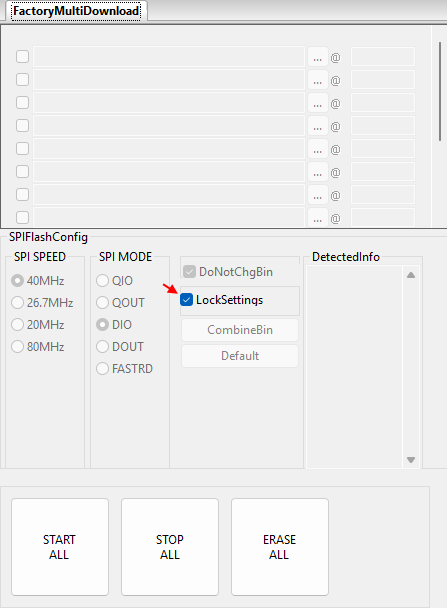 FactoryMultiDownload
... @
... @
... @
... @
... @
... @
... @
... @
SPIFlashConfig
SPI SPEED
40MHz
26.7MHz
20MHz
80MHz
SPI MODE
QIO
QOUT
DIO
DOUT
FASTRD
DoNotChgBin
LockSettings
CombineBin
Default
DetectedInfo
START
ALL
STOP
ALL
ERASE
ALL